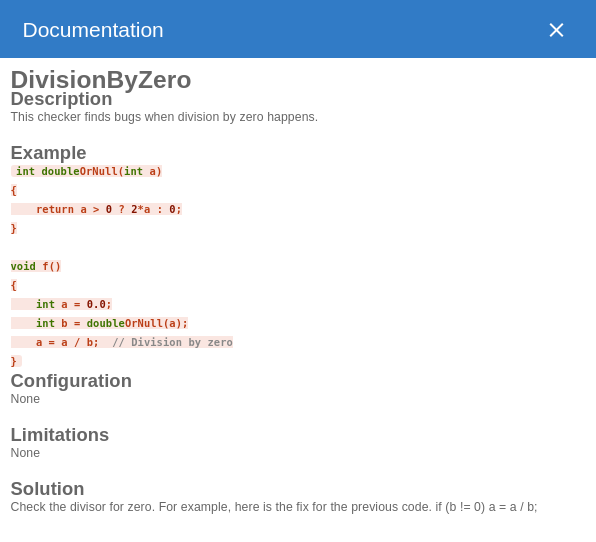 Documentation
DivisionByZero
Description
This checker finds bugs when division by zero happens.
Example
int doubleOrNull(int a)
{
    return a > 0 ? 2*a : 0;
}
void f()
{
    int a = 0.0;
    int b = doubleOrNull(a);
    a = a / b;  // Division by zero
}
Configuration
None
Limitations
None
Solution
Check the divisor for zero. For example, here is the fix for the previous code. if (b != 0) a = a / b;